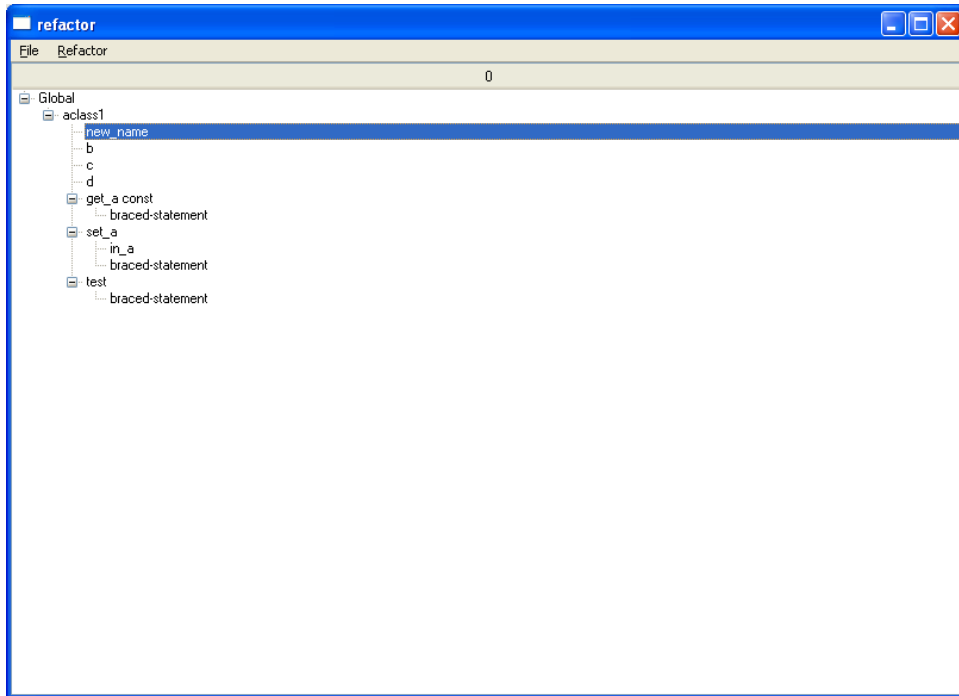 refactor
File Refactor
0
Global
aclass1
new_name
b
c
d
get_a const
braced-statement
set_a
in_a
braced-statement
test
braced-statement